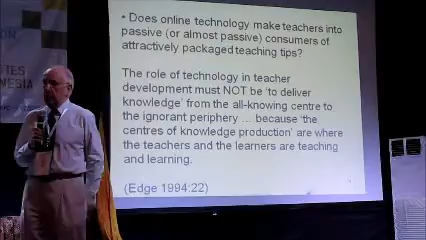 • Does online technology make teachers into
passive (or almost passive) consumers of
attractively packaged teaching tips?
The role of technology in teacher
development must NOT be 'to deliver
knowledge' from the all-knowing centre to
the ignorant periphery … because 'the
centres of knowledge production' are where
the teachers and the learners are teaching
and learning.
(Edge 1994:22)
ON
TES
NESIA